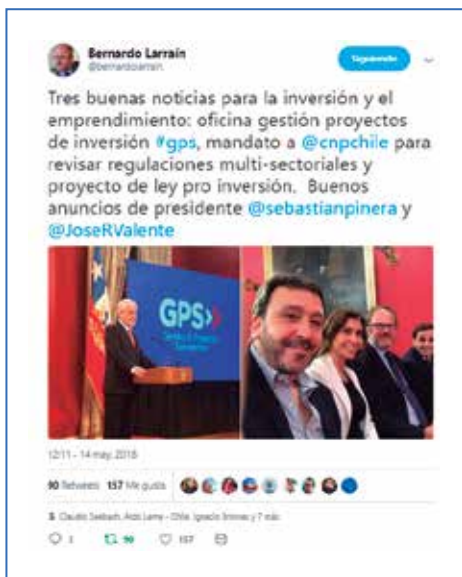 Bernardo Larraín
@bernardolarrain
Siguiendo
Tres buenas noticias para la inversión y el
emprendimiento: oficina gestión proyectos
de inversión #gps, mandato a @cnpchile para
revisar regulaciones multi-sectoriales y
proyecto de ley pro inversión. Buenos
anuncios de presidente @sebastianpinera y
@JoseRValente
GPS
12:11 - 14 may. 2018
90 Retweets 157 Me gusta
90
157